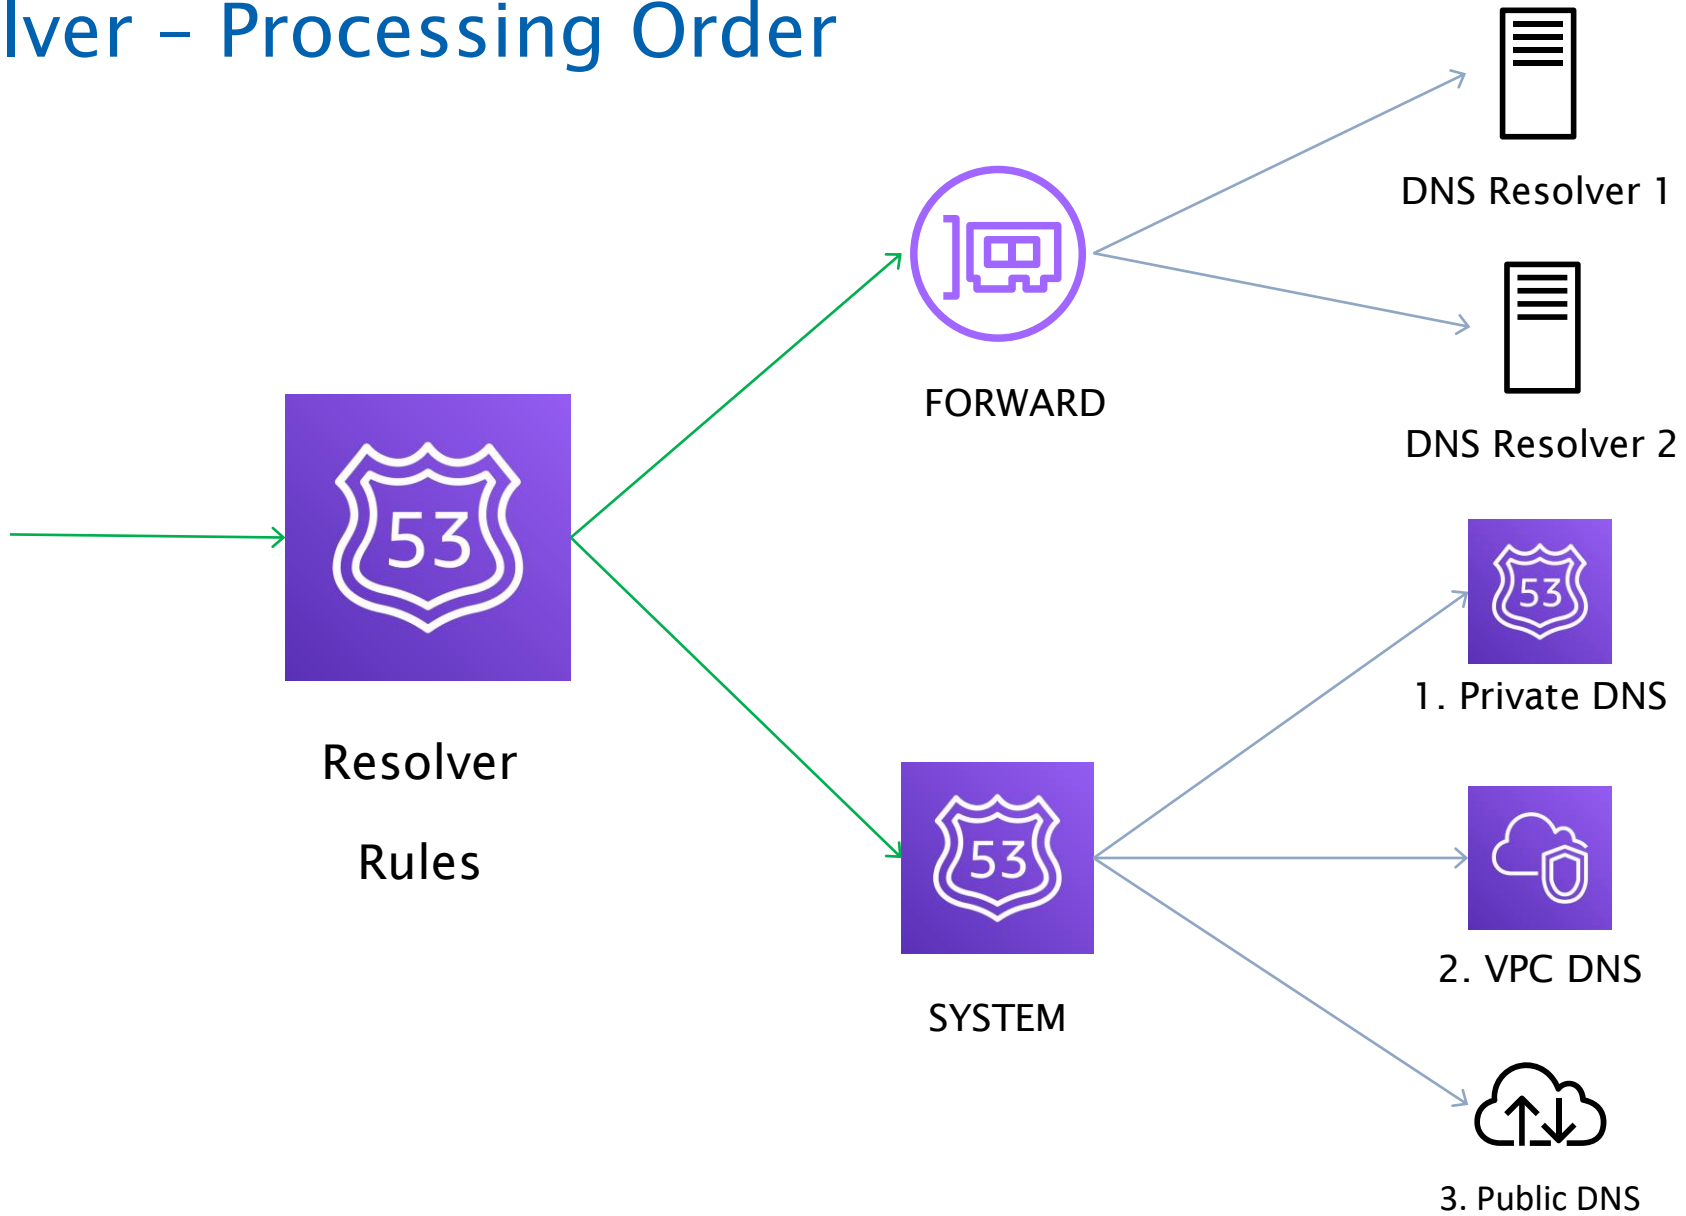 lver – Processing Order
DNS Resolver 1
FORWARD
DNS Resolver 2
53
53
1. Private DNS
Resolver
Rules
53
2. VPC DNS
SYSTEM
3. Public DNS